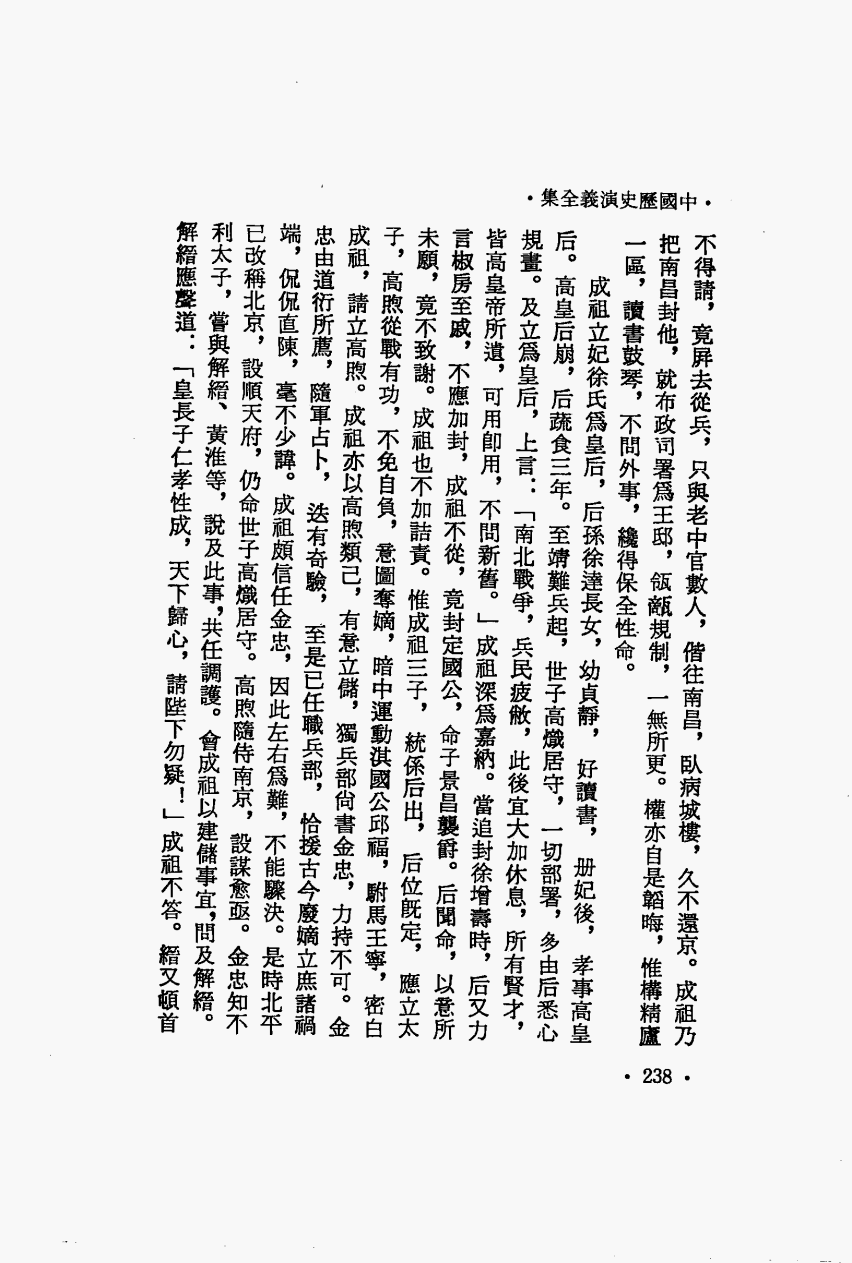 ·中國歷史演義全集·
不得請，竟屏去從兵，只與老中官數人，偕往南昌，臥病城樓，久不還京。成祖乃
把南昌封他，就布政司署爲王邸，瓴甋規制，一無所更。權亦自是韜晦，惟構精廬
一區，讀書鼓琴，不問外事，纔得保全性命。
成祖立妃徐氏爲皇后，后孫徐達長女，幼貞靜，好讀書，册妃後，孝事高皇
后。高皇后崩，后蔬食三年。至靖難兵起，世子高熾居守，一切部署，多由后悉心
規畫。及立爲皇后，上言：「南北戰爭，兵民疲敝，此後宜大加休息，所有賢才，
皆高皇帝所遺，可用卽用，不問新舊。」成祖深爲嘉納。當追封徐增壽時，后又力
言椒房至戚，不應加封，成祖不從，竟封定國公，命子景昌襲爵。后聞命，以意所
未願，竟不致謝。成祖也不加詰責。惟成祖三子，統係后出，后位旣定，應立太
子，高煦從戰有功，不免自負，意圖奪嫡，暗中運動淇國公邱福，駙馬王寧，密白
成祖，請立高煦。成祖亦以高煦類己，有意立儲，獨兵部尙書金忠，力持不可。金
忠由道衍所薦，隨軍占卜，迭有奇驗，至是已任職兵部，恰援古今廢嫡立庶諸禍
端，侃侃直陳，毫不少諱。成祖頗信任金忠，因此左右爲難，不能驟決。是時北平
已改稱北京，設順天府，仍命世子高熾居守。高煦隨侍南京，設謀愈亟。金忠知不
利太子，嘗與解縉、黃淮等，說及此事，共任調護。會成祖以建儲事宜，問及解縉。
解縉應聲道：「皇長子仁孝性成，天下歸心，請陛下勿疑！」成祖不答。縉又頓首
·238·